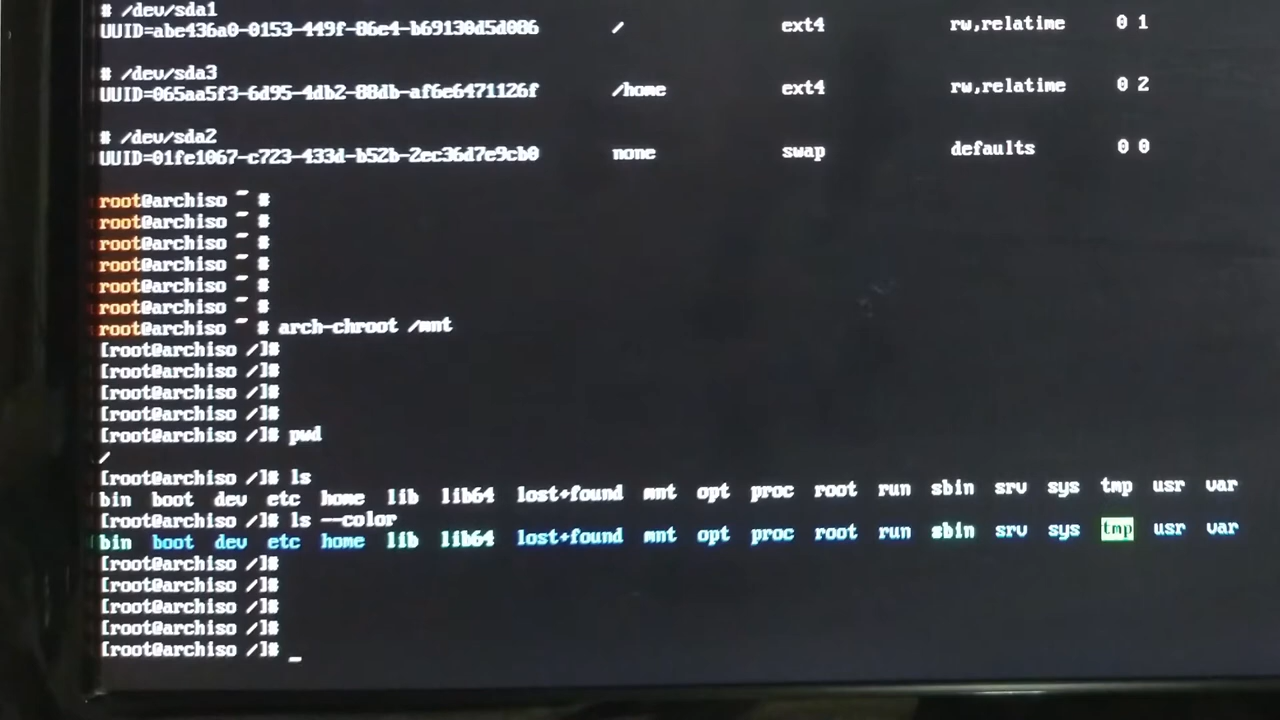 # /dev/sda1
UUID=abe436a0-0153-449f-86e4-b69130d5d086 / ext4 rw,relatime 0 1
# /dev/sda3
UUID=065aa5f3-6d95-4db2-88db-af6e6471126f /home ext4 rw,relatime 0 2
# /dev/sda2
UUID=01fe1067-c723-433d-b52b-2ec36d7e9cb0 none swap defaults 0 0
root@archiso ~ #
root@archiso ~ #
root@archiso ~ #
root@archiso ~ #
root@archiso ~ #
root@archiso ~ #
root@archiso ~ # arch-chroot /mnt
[root@archiso /]#
[root@archiso /]#
[root@archiso /]#
[root@archiso /]#
[root@archiso /]# pwd
/
[root@archiso /]# ls
bin boot dev etc home lib lib64 lost+found mnt opt proc root run sbin srv sys tmp usr var
[root@archiso /]# ls --color
bin boot dev etc home lib lib64 lost+found mnt opt proc root run sbin srv sys tmp usr var
[root@archiso /]#
[root@archiso /]#
[root@archiso /]#
[root@archiso /]#
[root@archiso /]# _